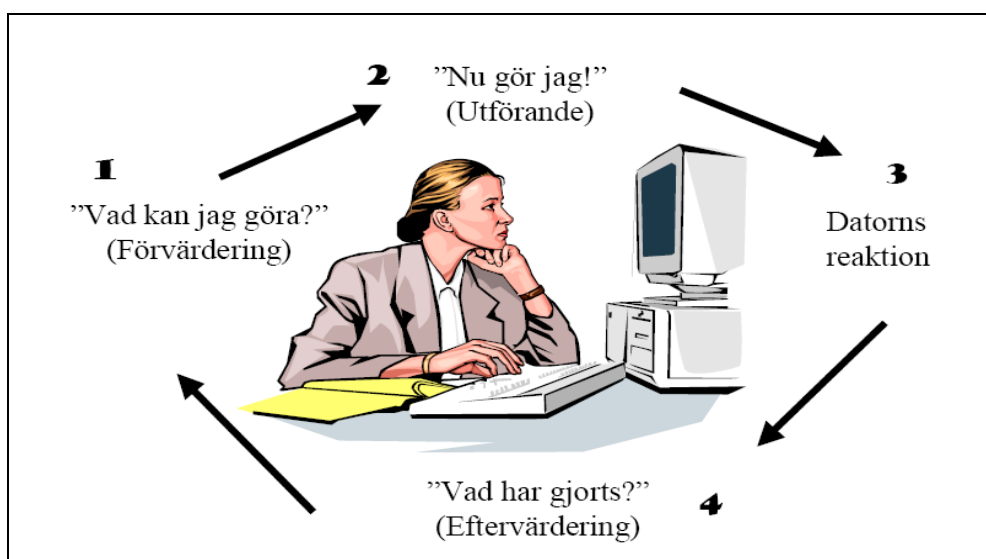 1
”Vad kan jag göra?”
(Förvärdering)
2
”Nu gör jag!”
(Utförande)
3
Datorns
reaktion
”Vad har gjorts?”
(Eftervärdering)
4